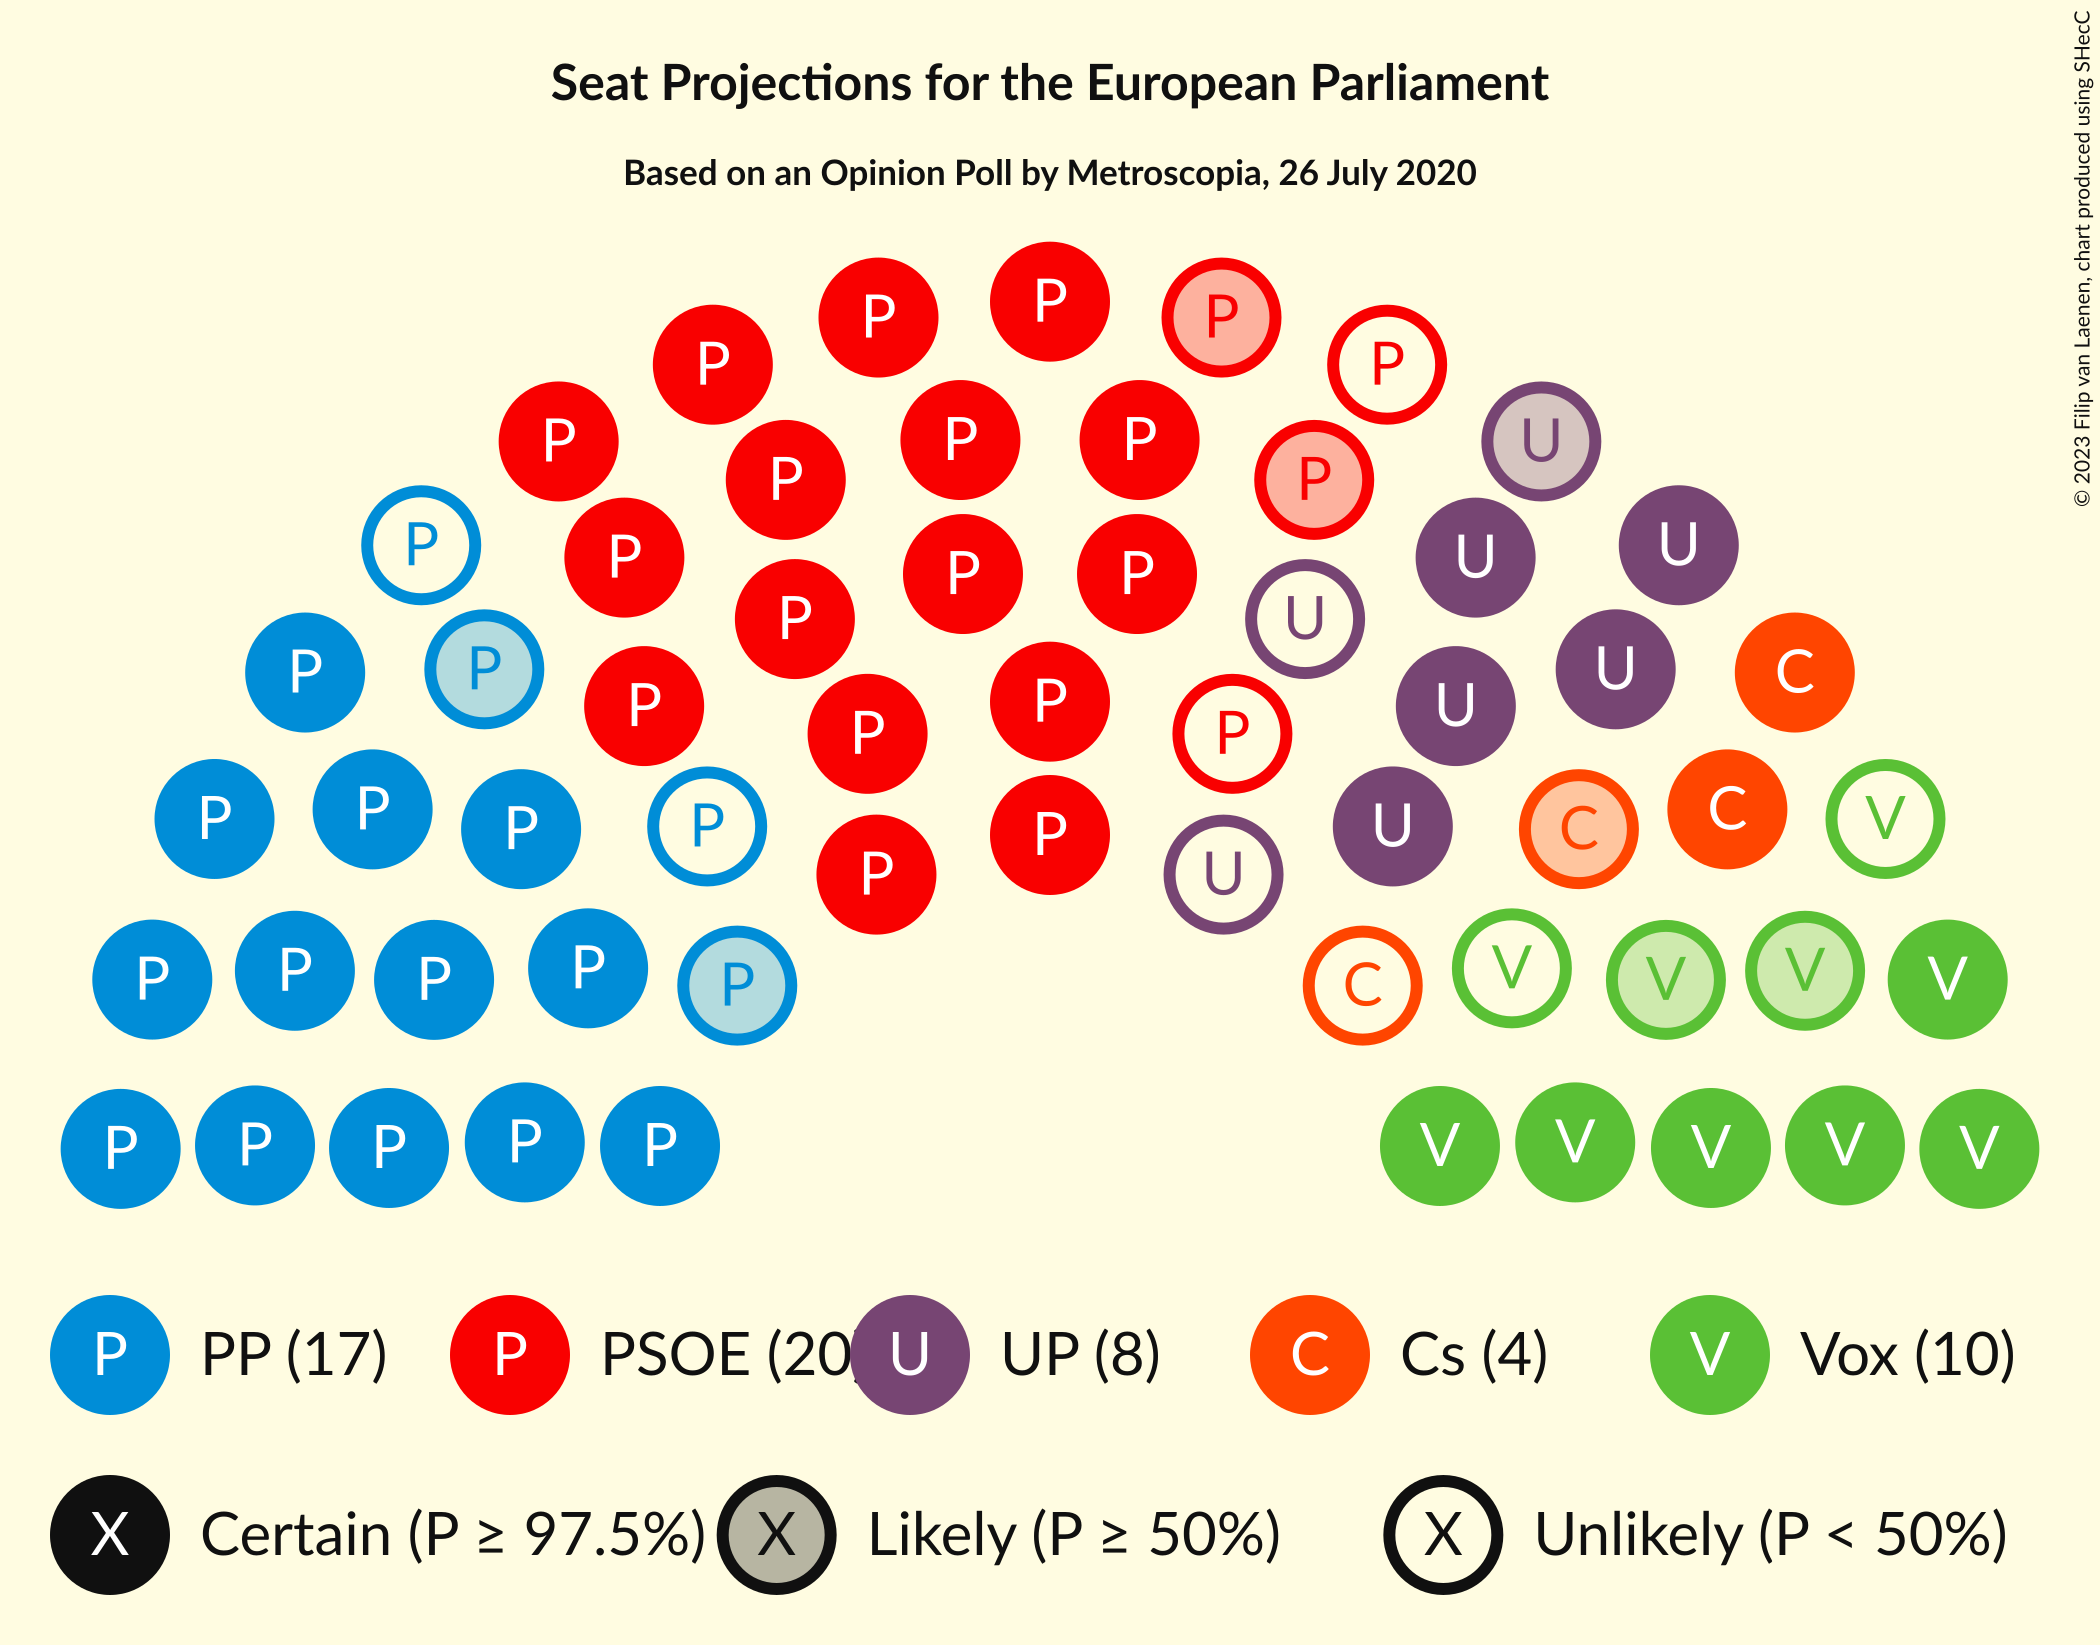 Seat Projections for the European Parliament
Based on an Opinion Poll by Metroscopia, 26 July 2020
© 2023 Filip van Laenen, chart produced using SHecC
P P P P P
P P U
P P P P U U
P P P P U
P P P U U C
P P P P U
P P P P U C C V
P P U
P P P P P C V V V V
P P P P P V V V V V
P PP (17) P PSOE (20) U UP (8) C Cs (4) V Vox (10)
X Certain (P ≥ 97.5%) X Likely (P ≥ 50%) X Unlikely (P < 50%)